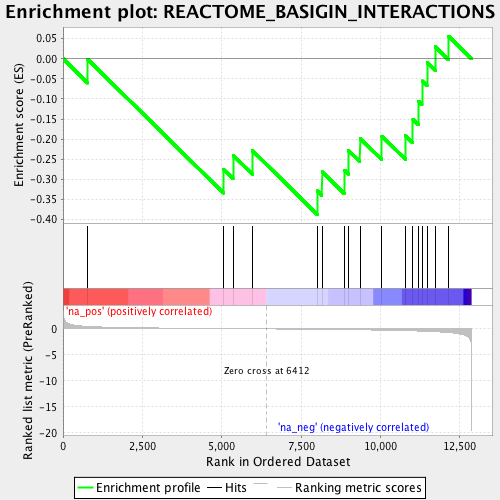 Enrichment plot: REACTOME_BASIGIN_INTERACTIONS
Enrichment score (ES)
0.05
0.00
-0.05
-0.10
-0.15
-0.20
-0.25
-0.30
-0.35
-0.40
'na_pos' (positively correlated)
Ranked list metric (PreRanked)
0
-5
-10
-15
-20
Zero cross at 6412
'na_neg' (negatively correlated)
0 2,500 5,000 7,500 10,000 12,500
Rank in Ordered Dataset
Enrichment profile Hits Ranking metric scores